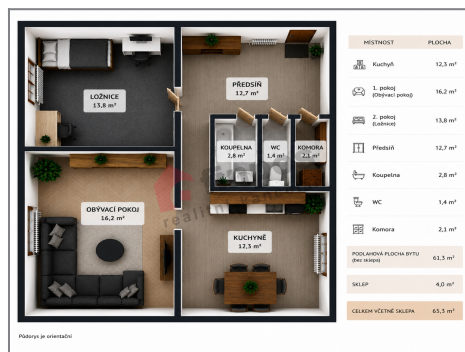 LOŽNICE
13,8 m²
PŘEDSÍŇ
12,7 m²
KOUPELNA
2,8 m²
WC
1,4 m²
KOMORA
2,1 m²
OBÝVACÍ POKOJ
16,2 m²
KUCHYNĚ
12,3 m²
MÍSTNOST PLOCHA
Kuchyň 12,3 m²
1. pokoj
(Obývací pokoj) 16,2 m²
2. pokoj
(Ložnice) 13,8 m²
Předsíň 12,7 m²
Koupelna 2,8 m²
WC 1,4 m²
Komora 2,1 m²
PODLAHOVÁ PLOCHA BYTU
(bez sklepa) 61,3 m²
SKLEP 4,0 m²
CELKEM VČETNĚ SKLEPA 65,3 m²
Půdorys je orientační